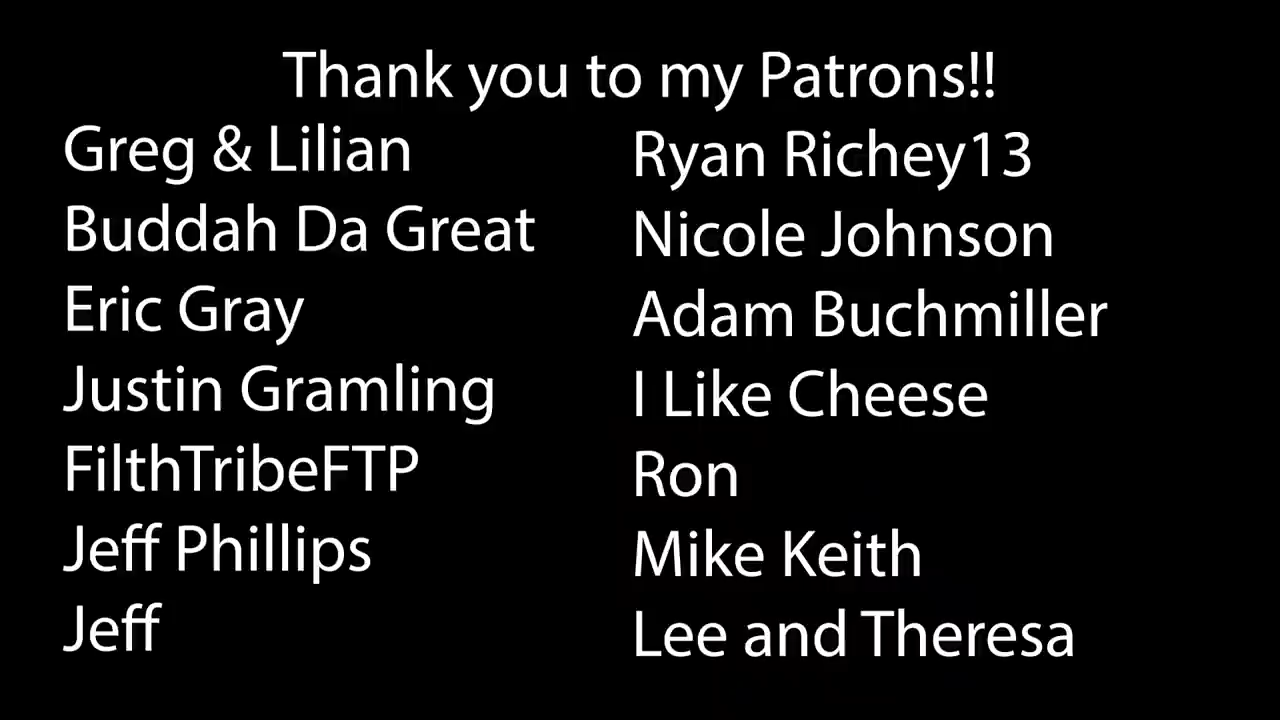 Thank you to my Patrons!!
Greg & Lilian
Buddah Da Great
Eric Gray
Justin Gramling
FilthTribeFTP
Jeff Phillips
Jeff
Ryan Richey13
Nicole Johnson
Adam Buchmiller
I Like Cheese
Ron
Mike Keith
Lee and Theresa